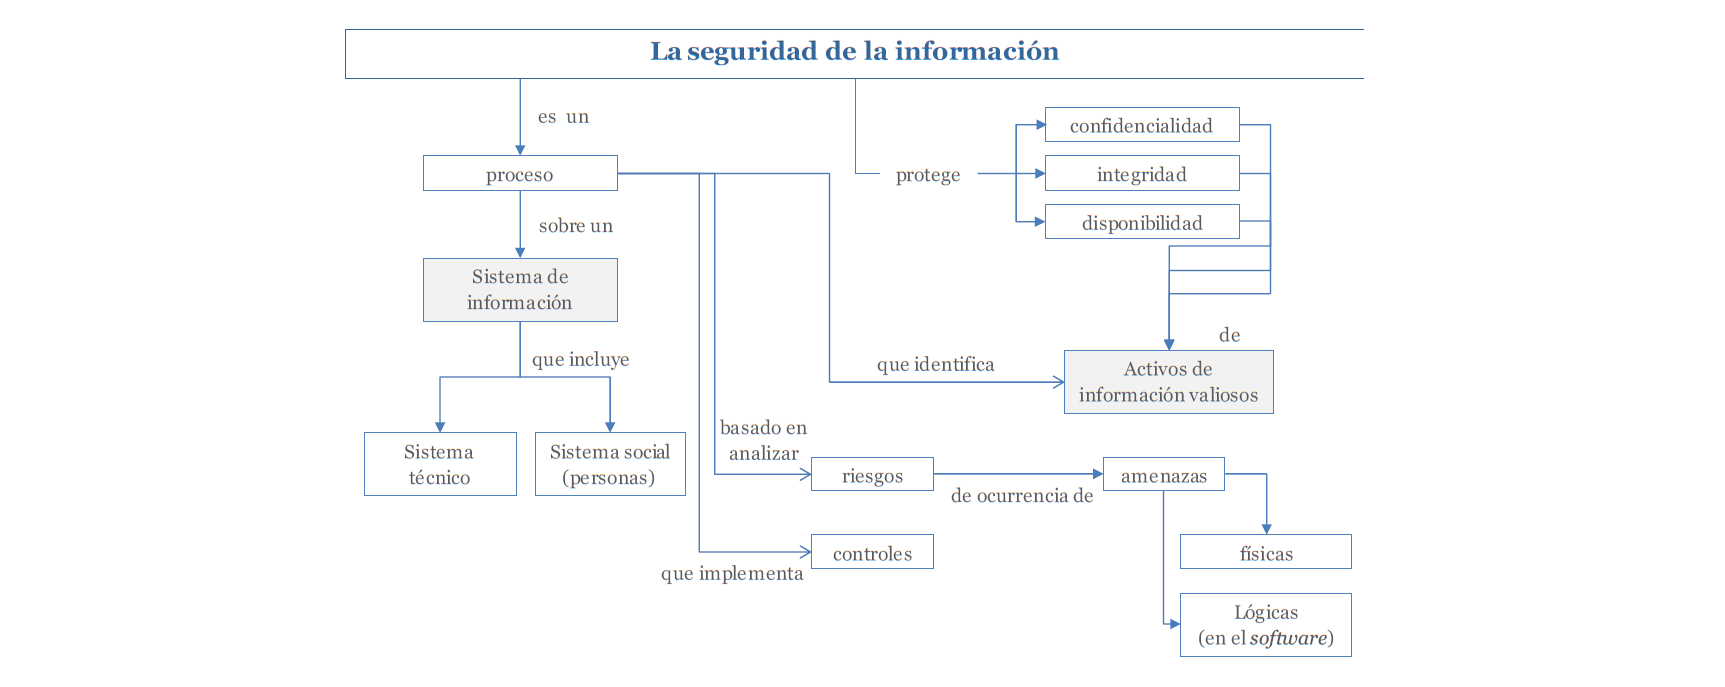 La seguridad de la información
es un
confidencialidad
proceso
protege
integridad
sobre un
disponibilidad
Sistema de
información
de
que incluye
que identifica
Activos de
información valiosos
basado en
analizar
Sistema
técnico
Sistema social
(personas)
riesgos
de ocurrencia de
amenazas
controles
que implementa
físicas
Lógicas
(en el software)